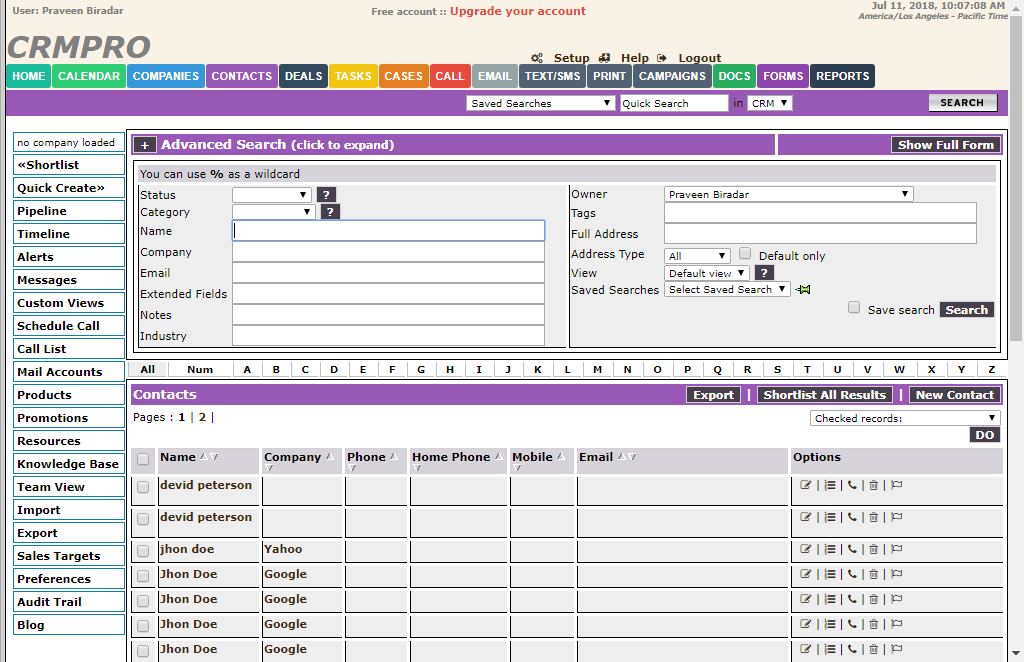 User: Praveen Biradar
Free account :: Upgrade your account
Jul 11, 2018, 10:07:08 AM
America/Los Angeles - Pacific Time
CRMPRO
Setup Help Logout
HOME CALENDAR COMPANIES CONTACTS DEALS TASKS CASES CALL EMAIL TEXT/SMS PRINT CAMPAIGNS DOCS FORMS REPORTS
Saved Searches Quick Search in CRM SEARCH
no company loaded
«Shortlist
Quick Create»
Pipeline
Timeline
Alerts
Messages
Custom Views
Schedule Call
Call List
Mail Accounts
Products
Promotions
Resources
Knowledge Base
Team View
Import
Export
Sales Targets
Preferences
Audit Trail
Blog
+ Advanced Search (click to expand) Show Full Form
You can use % as a wildcard
Status ?
Category ?
Name
Company
Email
Extended Fields
Notes
Industry
Owner Praveen Biradar
Tags
Full Address
Address Type All Default only
View Default view ?
Saved Searches Select Saved Search
Save search Search
All Num A B C D E F G H I J K L M N O P Q R S T U V W X Y Z
Contacts Export | Shortlist All Results | New Contact
Pages : 1 | 2 |
Checked records:
DO
Name Company Phone Home Phone Mobile Email Options
devid peterson
devid peterson
jhon doe Yahoo
Jhon Doe Google
Jhon Doe Google
Jhon Doe Google
Jhon Doe Google